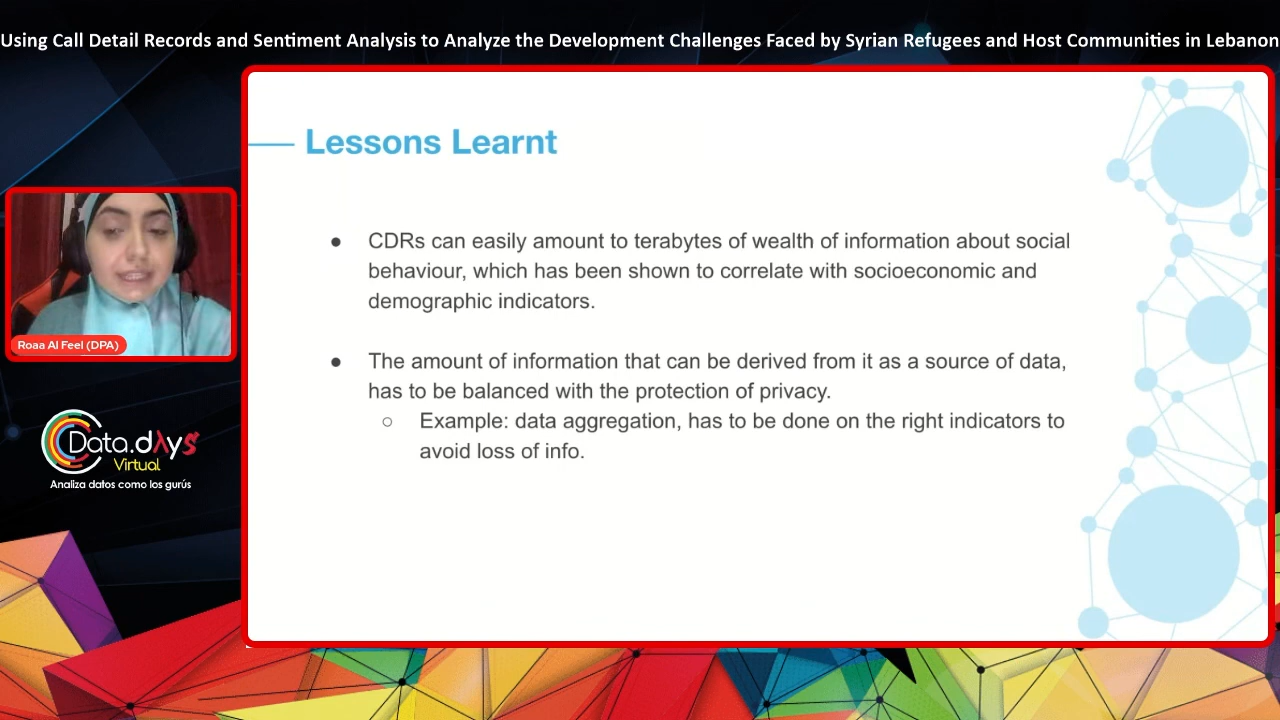 Using Call Detail Records and Sentiment Analysis to Analyze the Development Challenges Faced by Syrian Refugees and Host Communities in Lebanon
Lessons Learnt
● CDRs can easily amount to terabytes of wealth of information about social
behaviour, which has been shown to correlate with socioeconomic and
demographic indicators.
● The amount of information that can be derived from it as a source of data,
has to be balanced with the protection of privacy.
○ Example: data aggregation, has to be done on the right indicators to
avoid loss of info.
Roaa Al Feel (DPA)
Data.dAys
Virtual
Analiza datos como los gurús